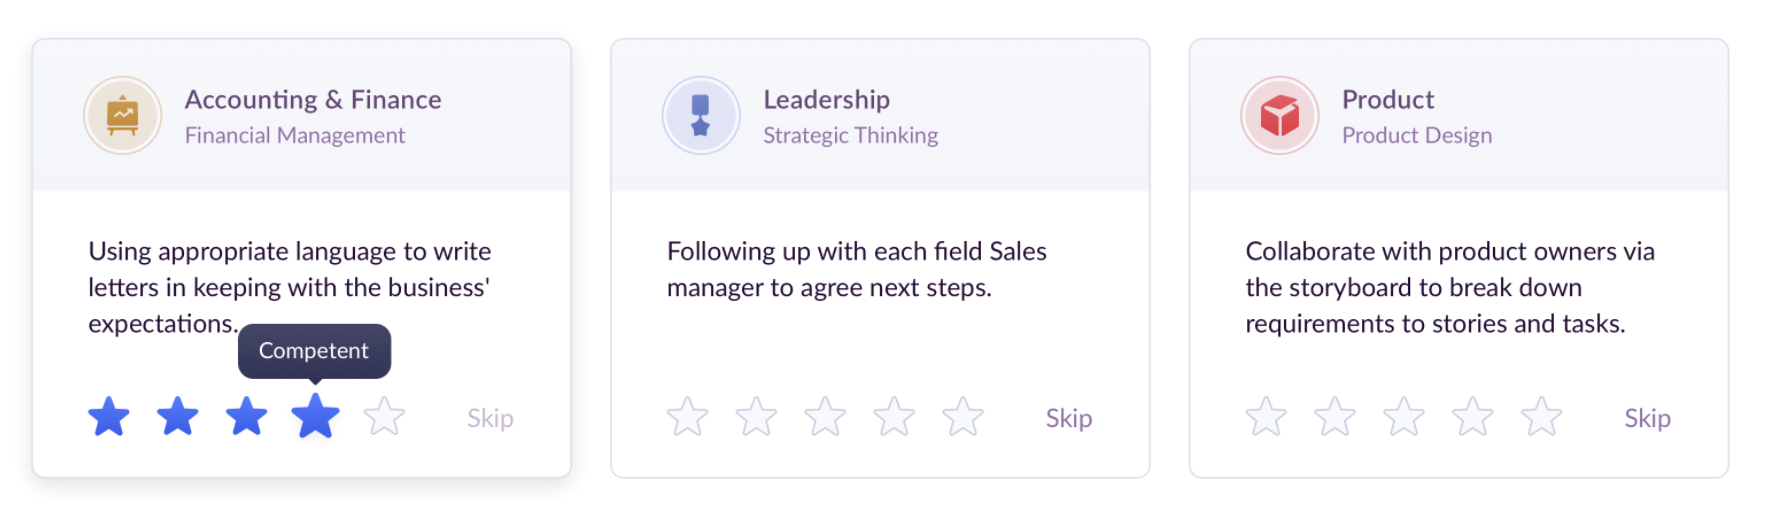 Accounting & Finance
Financial Management
Using appropriate language to write
letters in keeping with the business'
expectations.
Competent
Skip
Leadership
Strategic Thinking
Following up with each field Sales
manager to agree next steps.
Skip
Product
Product Design
Collaborate with product owners via
the storyboard to break down
requirements to stories and tasks.
Skip